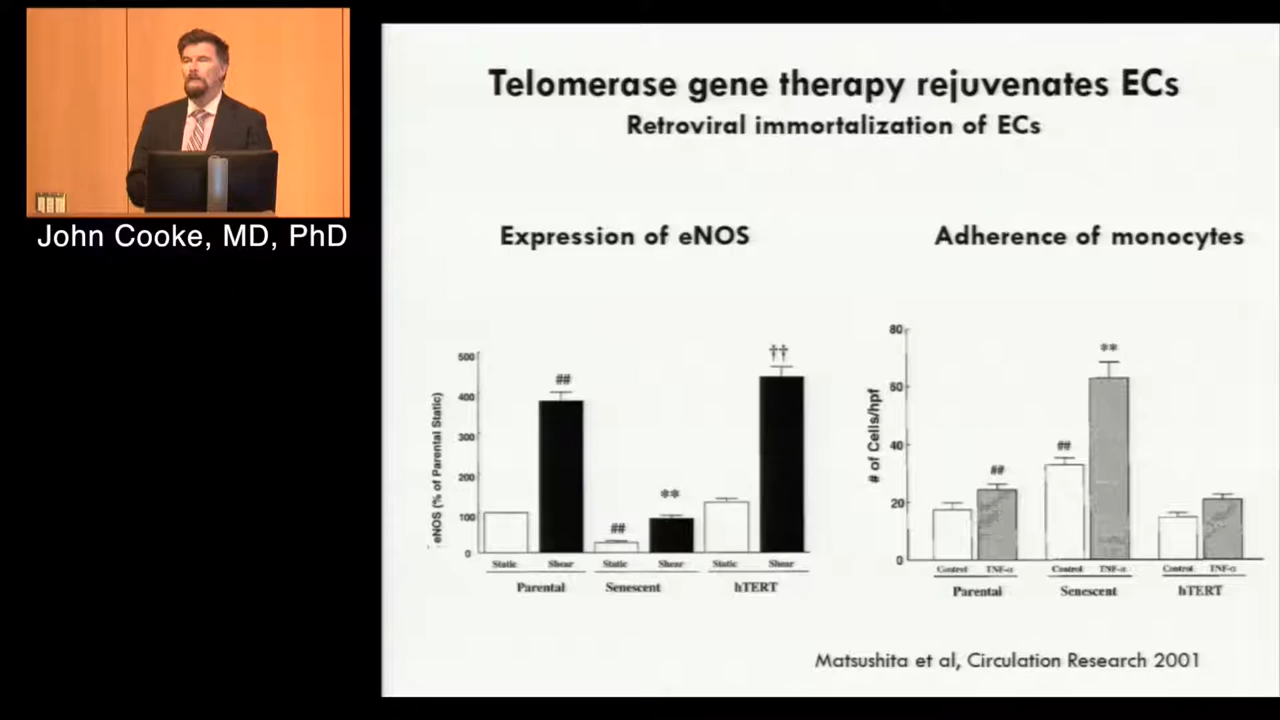 John Cooke, MD, PhD
Telomerase gene therapy rejuvenates ECs
Retroviral immortalization of ECs
Expression of eNOS
eNOS (% of Parental Static)
500
400
300
200
100
0
##
##
**
††
Static Shear Static Shear Static Shear
Parental Senescent hTERT
Adherence of monocytes
# of Cells/hpf
80
60
40
20
0
##
##
**
Control TNF-α Control TNF-α Control TNF-α
Parental Senescent hTERT
Matsushita et al, Circulation Research 2001